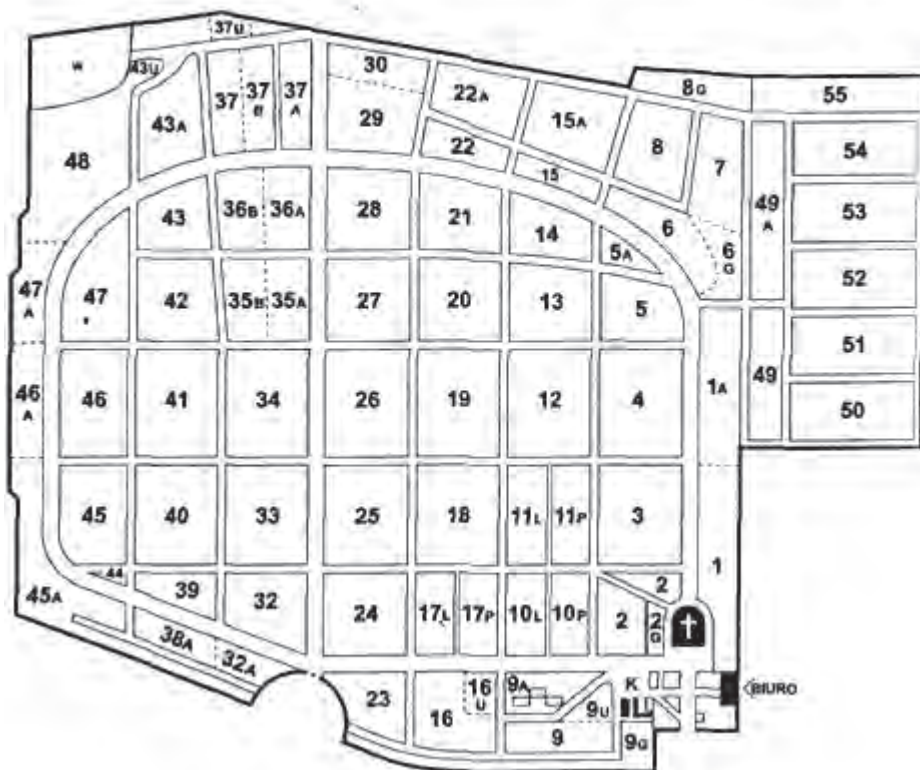 37U
W
43U
30
8G
55
37
37
B
37
A
22A
43A
29
15A
48
22
8
7
54
15
49
A
43
36B
36A
28
21
14
6
6
G
53
5A
47
A
47
42
35B
35A
27
20
13
5
52
51
46
A
46
41
34
26
19
12
4
1A
49
50
45
40
33
25
18
11L
11P
3
1
44
39
2
45A
32
24
17L
17P
10L
10P
2
2
G
38A
32A
23
16
16
U
9A
K
BIURO
9U
9
9G